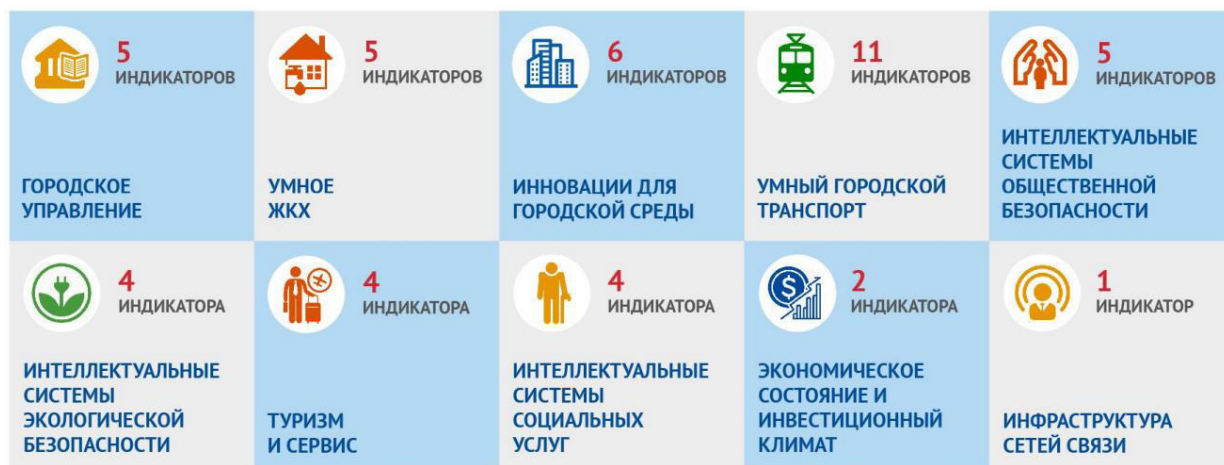 5
ИНДИКАТОРОВ
ГОРОДСКОЕ
УПРАВЛЕНИЕ
5
ИНДИКАТОРОВ
УМНОЕ
ЖКХ
6
ИНДИКАТОРОВ
ИННОВАЦИИ ДЛЯ
ГОРОДСКОЙ СРЕДЫ
11
ИНДИКАТОРОВ
УМНЫЙ ГОРОДСКОЙ
ТРАНСПОРТ
5
ИНДИКАТОРОВ
ИНТЕЛЛЕКТУАЛЬНЫЕ
СИСТЕМЫ
ОБЩЕСТВЕННОЙ
БЕЗОПАСНОСТИ
4
ИНДИКАТОРА
ИНТЕЛЛЕКТУАЛЬНЫЕ
СИСТЕМЫ
ЭКОЛОГИЧЕСКОЙ
БЕЗОПАСНОСТИ
4
ИНДИКАТОРА
ТУРИЗМ
И СЕРВИС
4
ИНДИКАТОРА
ИНТЕЛЛЕКТУАЛЬНЫЕ
СИСТЕМЫ
СОЦИАЛЬНЫХ
УСЛУГ
2
ИНДИКАТОРА
ЭКОНОМИЧЕСКОЕ
СОСТОЯНИЕ И
ИНВЕСТИЦИОННЫЙ
КЛИМАТ
1
ИНДИКАТОР
ИНФРАСТРУКТУРА
СЕТЕЙ СВЯЗИ